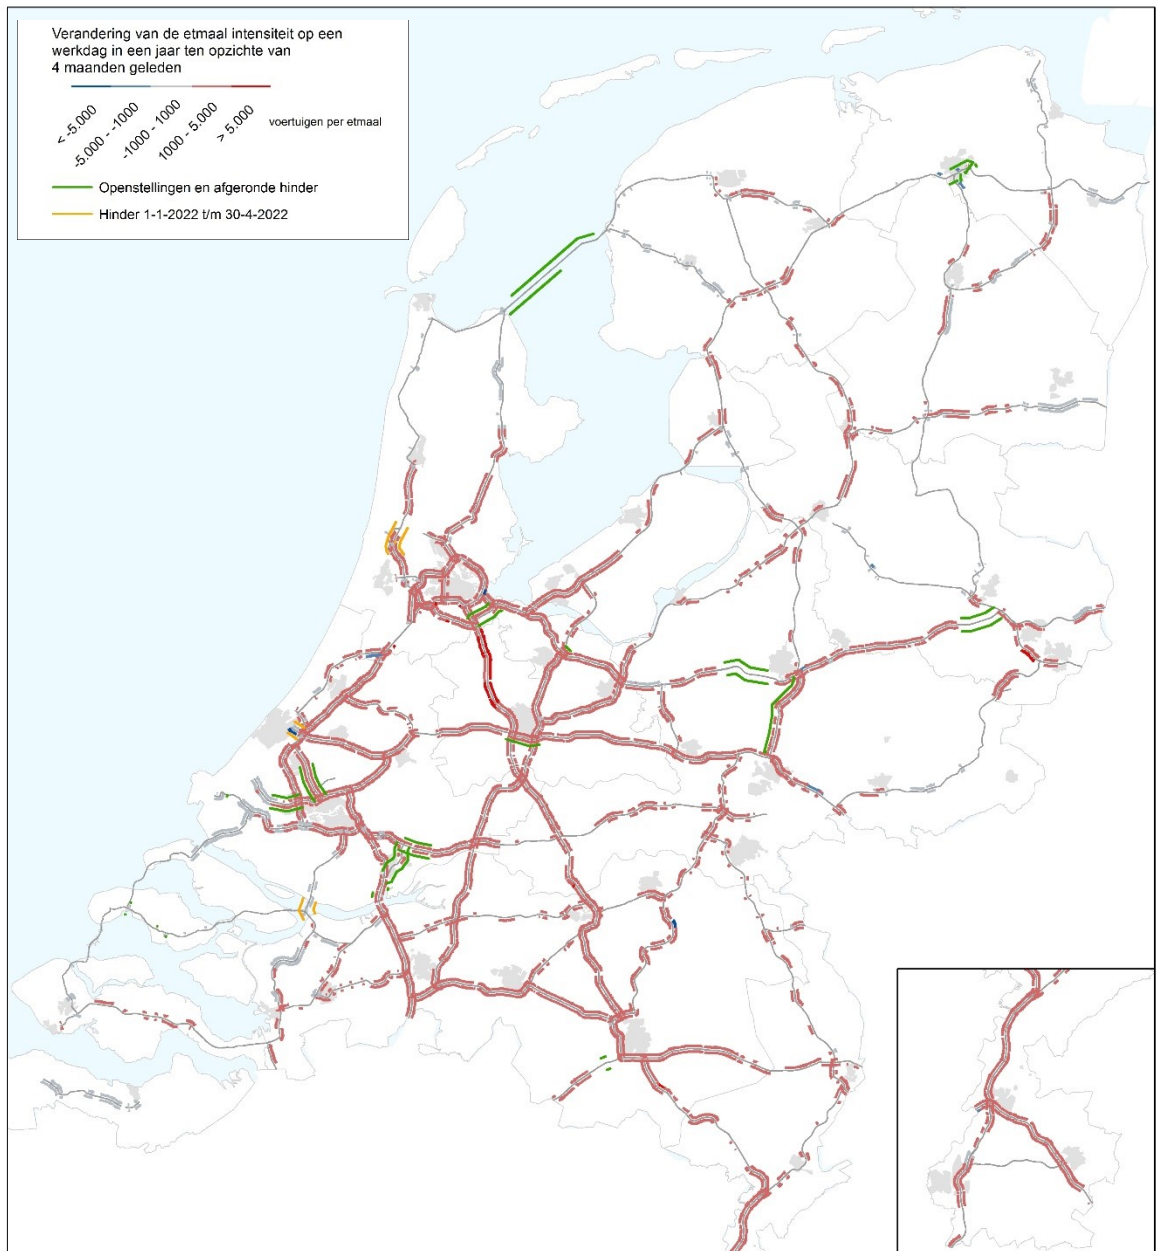 Verandering van de etmaal intensiteit op een
werkdag in een jaar ten opzichte van
4 maanden geleden
< -5.000
-5.000 - -1000
-1000 - 1000
1000 - 5.000
> 5.000
voertuigen per etmaal
Openstellingen en afgeronde hinder
Hinder 1-1-2022 t/m 30-4-2022